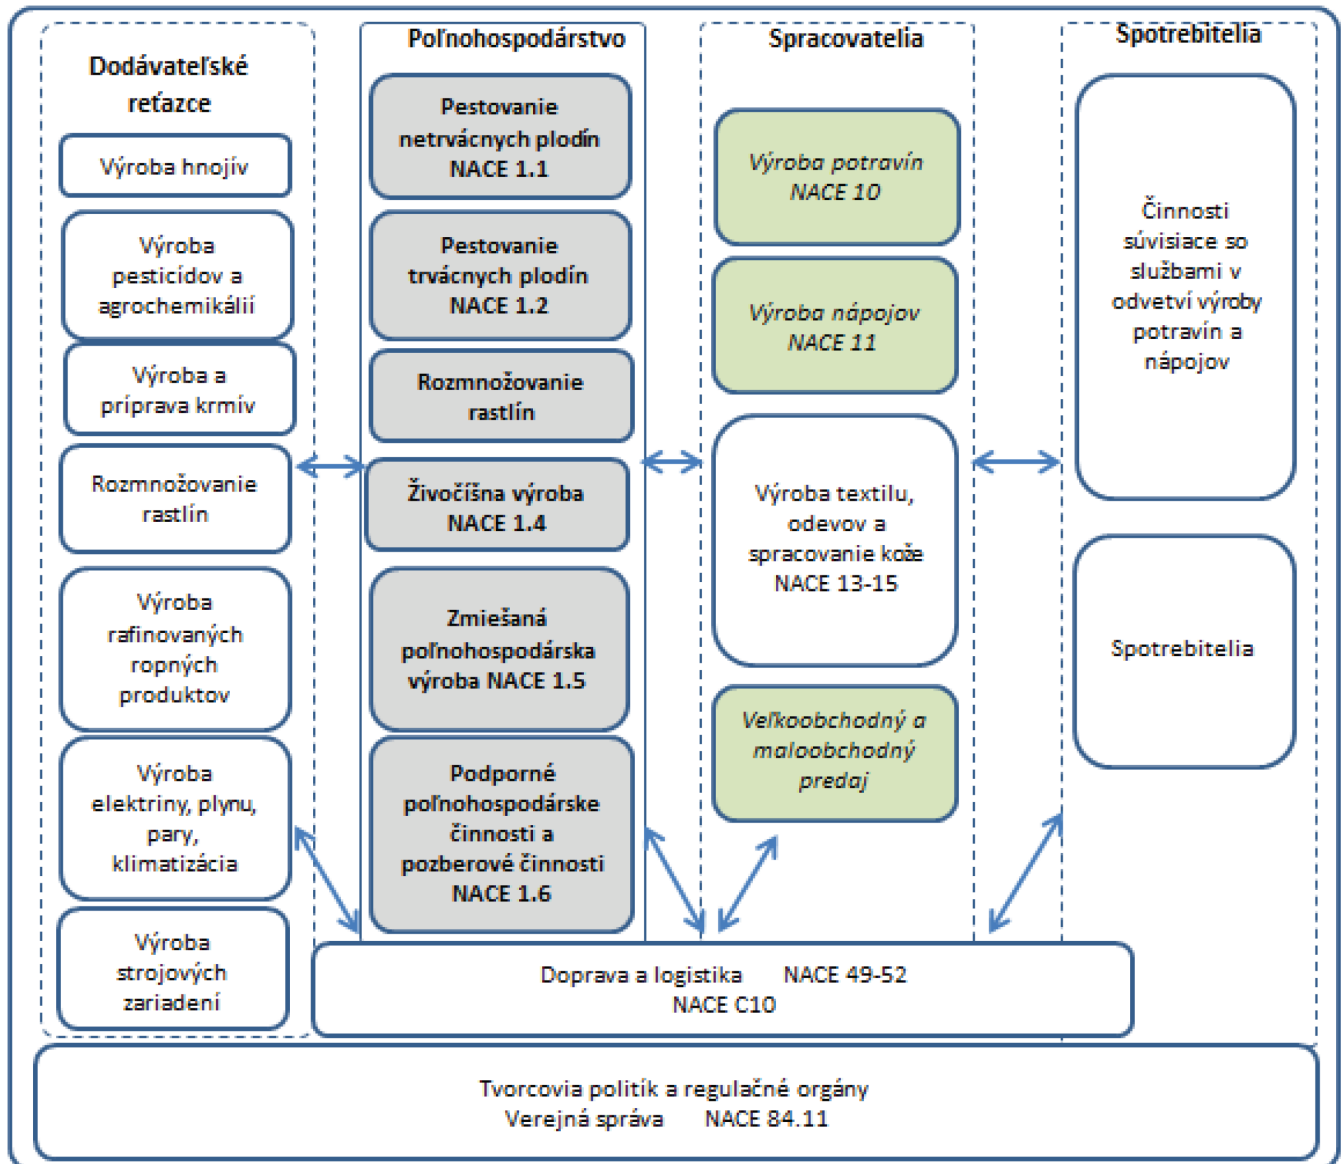 Dodávateľské
reťazce
Výroba hnojív
Výroba
pesticídov a
agrochemikálií
Výroba a
príprava krmív
Rozmnožovanie
rastlín
Výroba
rafinovaných
ropných
produktov
Výroba
elektriny, plynu,
pary,
klimatizácia
Výroba
strojových
zariadení
Poľnohospodárstvo
Pestovanie
netrvácnych plodín
NACE 1.1
Pestovanie
trvácnych plodín
NACE 1.2
Rozmnožovanie
rastlín
Živočíšna výroba
NACE 1.4
Zmiešaná
poľnohospodárska
výroba NACE 1.5
Podporné
poľnohospodárske
činnosti a
pozberové činnosti
NACE 1.6
Spracovatelia
Výroba potravín
NACE 10
Výroba nápojov
NACE 11
Výroba textilu,
odevov a
spracovanie kože
NACE 13-15
Veľkoobchodný a
maloobchodný
predaj
Spotrebitelia
Činnosti
súvisiace so
službami v
odvetví výroby
potravín a
nápojov
Spotrebitelia
Doprava a logistika NACE 49-52
NACE C10
Tvorcovia politík a regulačné orgány
Verejná správa NACE 84.11